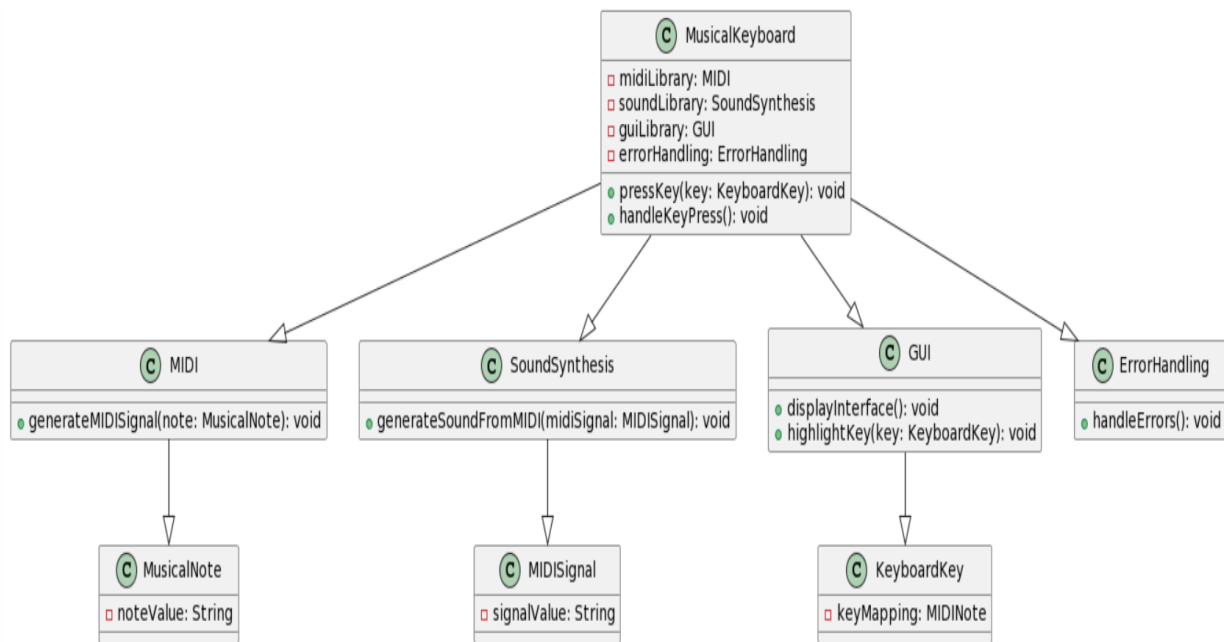 C MusicalKeyboard
midiLibrary: MIDI
soundLibrary: SoundSynthesis
guiLibrary: GUI
errorHandling: ErrorHandling
pressKey(key: KeyboardKey): void
handleKeyPress(): void
C MIDI
generateMIDISignal(note: MusicalNote): void
C SoundSynthesis
generateSoundFromMIDI(midiSignal: MIDISignal): void
C GUI
displayInterface(): void
highlightKey(key: KeyboardKey): void
C ErrorHandling
handleErrors(): void
C MusicalNote
noteValue: String
C MIDISignal
signalValue: String
C KeyboardKey
keyMapping: MIDINote